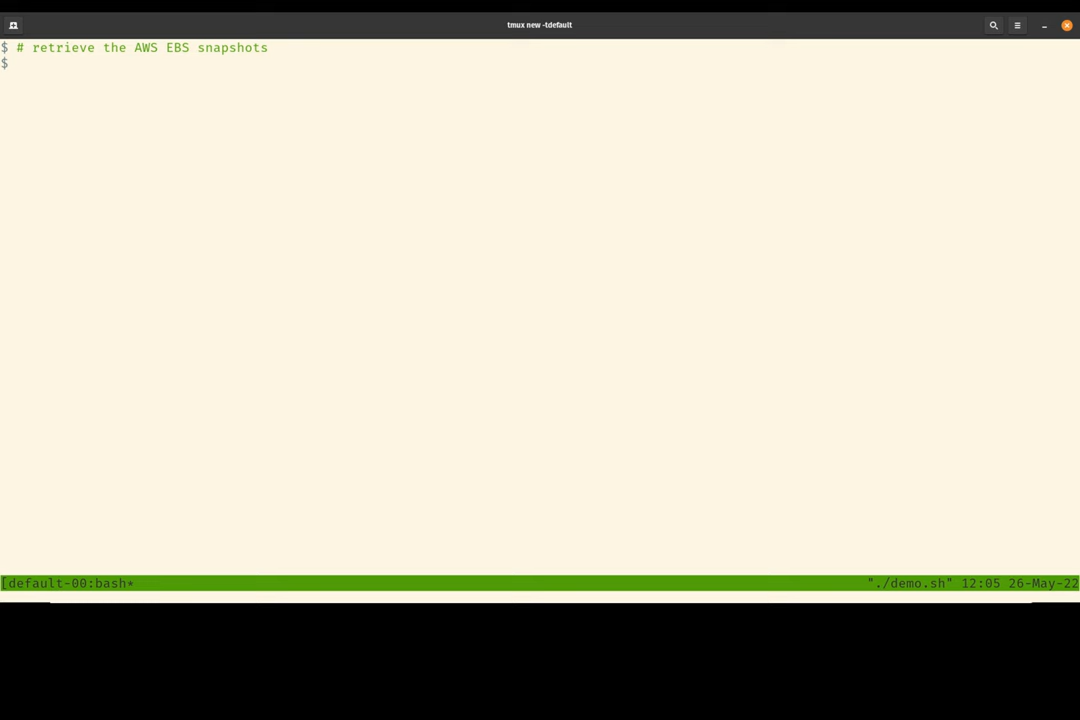 tmux new -tdefault
$ # retrieve the AWS EBS snapshots
$
[default-00:bash* "./demo.sh" 12:05 26-May-22